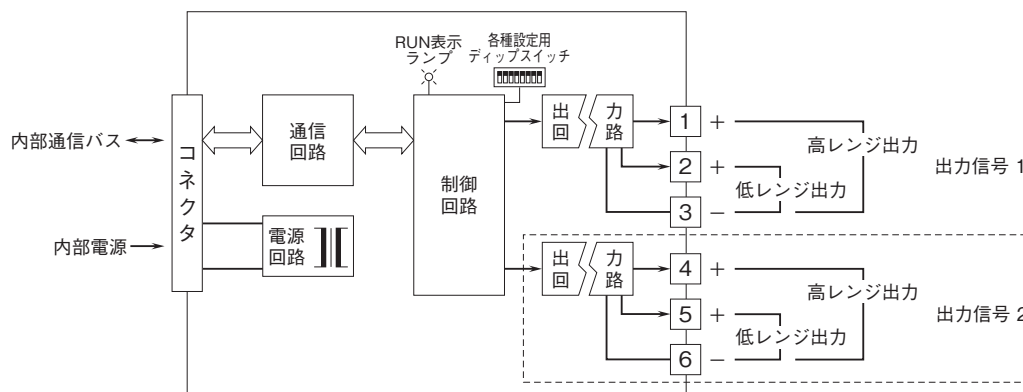 RUN表示
ランプ
各種設定用
ディップスイッチ
内部通信バス
内部電源
コネクタ
通信
回路
電源
回路
制御
回路
出力
回路
1 +
2 +
3 −
高レンジ出力
低レンジ出力
出力信号 1
出力
回路
4 +
5 +
6 −
高レンジ出力
低レンジ出力
出力信号 2